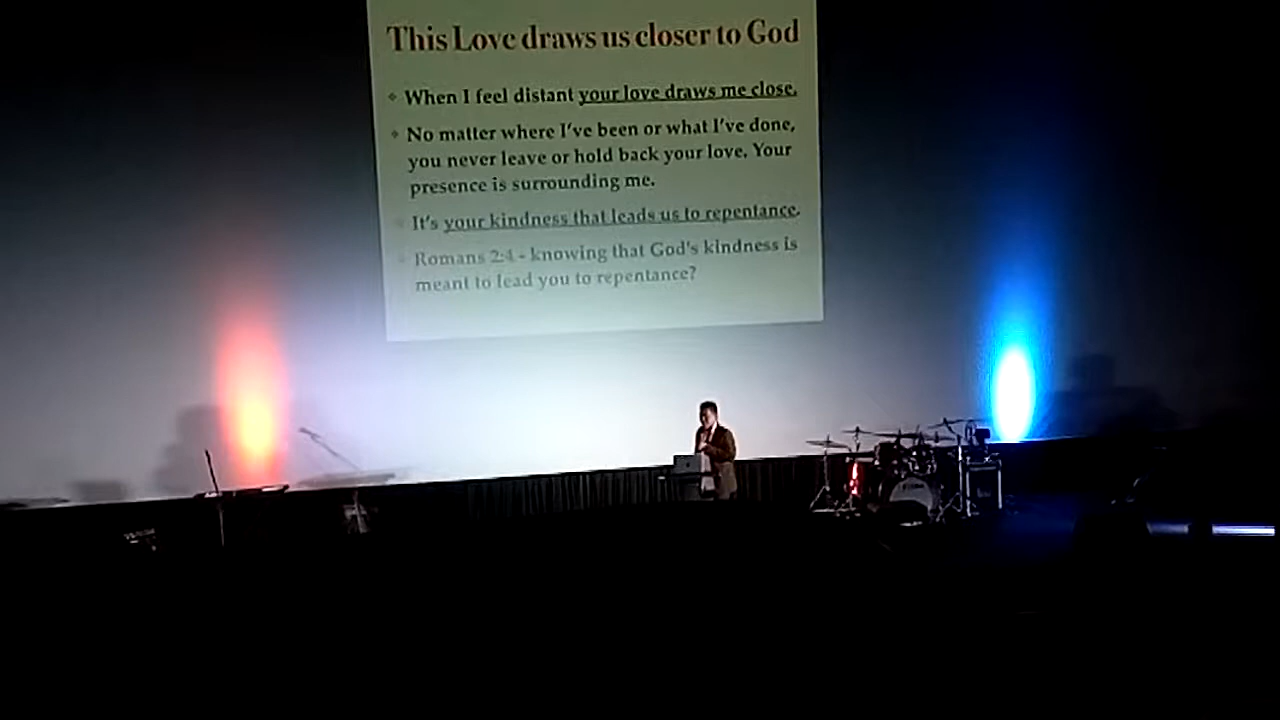 This Love draws us closer to God
When I feel distant your love draws me close.
No matter where I've been or what I've done,
you never leave or hold back your love. Your
presence is surrounding me.
It's your kindness that leads us to repentance.
Romans 2:4 - knowing that God's kindness is
meant to lead you to repentance?